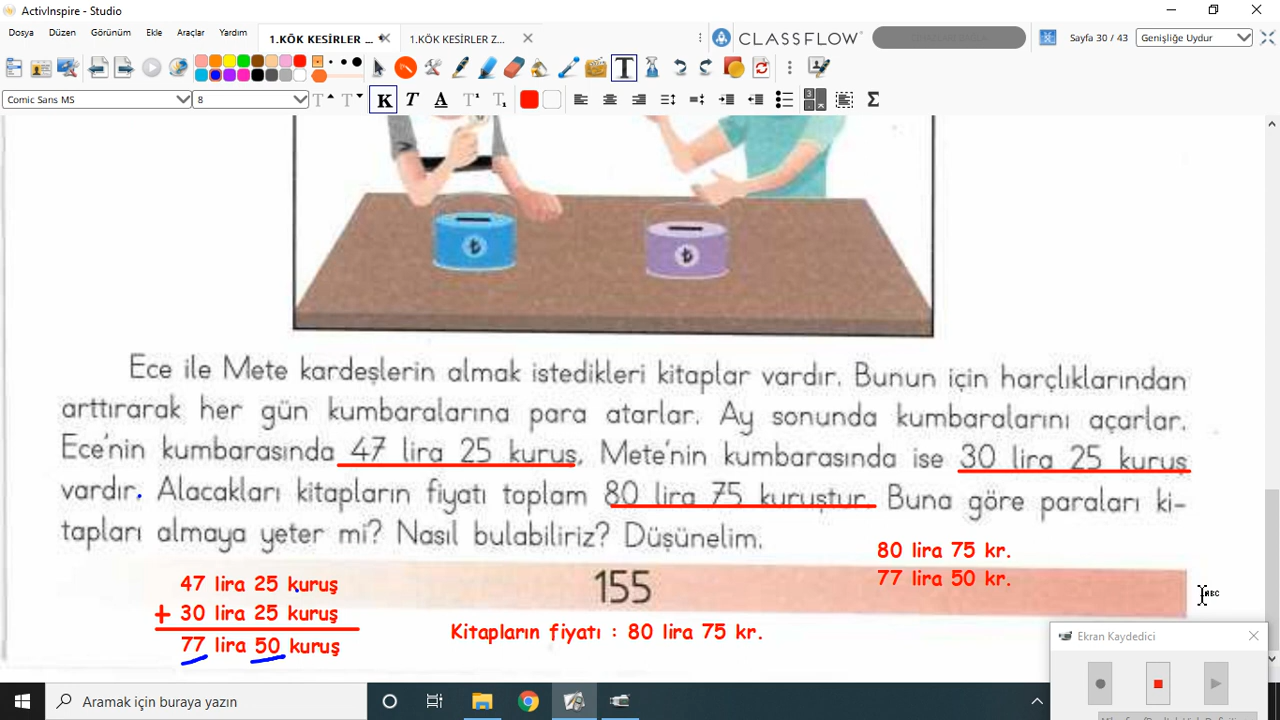 ActivInspire - Studio
Dosya Düzen Görünüm Ekle Araçlar Yardım
1.KÖK KESİRLER ... 1.KÖK KESİRLER Z...
CLASSFLOW
Sayfa 30 / 43 Genişliğe Uydur
Comic Sans MS 8
Ece ile Mete kardeşlerin almak istedikleri kitaplar vardır. Bunun için harçlıklarından
arttırarak her gün kumbaralarına para atarlar. Ay sonunda kumbaralarını açarlar.
Ece'nin kumbarasında 47 lira 25 kuruş, Mete'nin kumbarasında ise 30 lira 25 kuruş
vardır. Alacakları kitapların fiyatı toplam 80 lira 75 kuruştur. Buna göre paraları ki-
tapları almaya yeter mi? Nasıl bulabiliriz? Düşünelim.
80 lira 75 kr.
77 lira 50 kr.
155
47 lira 25 kuruş
+ 30 lira 25 kuruş
77 lira 50 kuruş
Kitapların fiyatı : 80 lira 75 kr.
ABC
Ekran Kaydedici
Aramak için buraya yazın